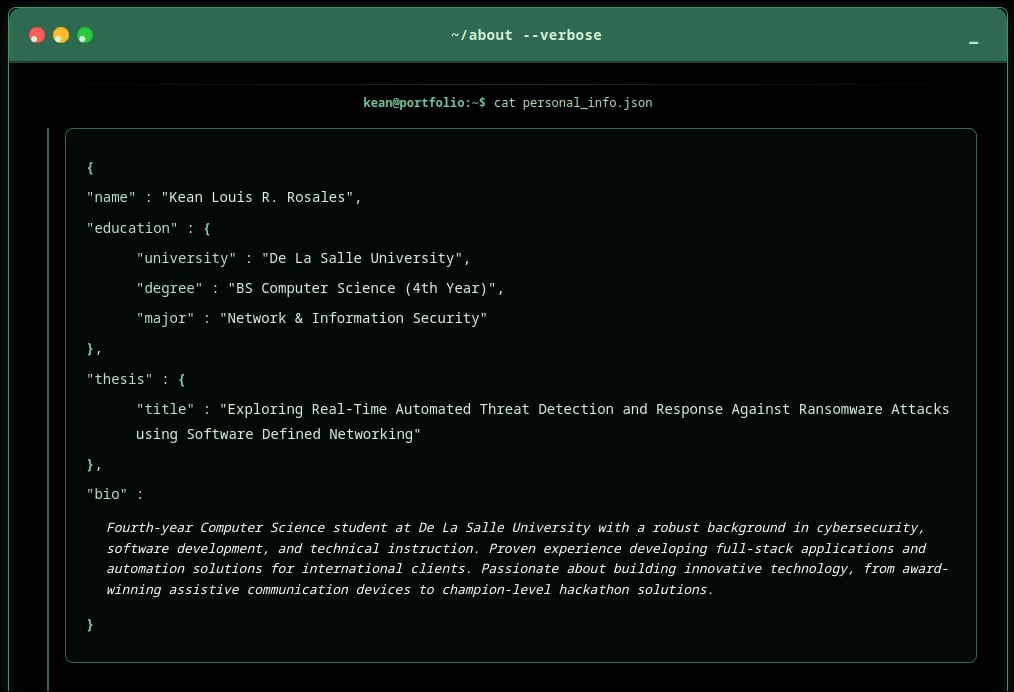 ~/about --verbose
_
kean@portfolio:~$ cat personal_info.json
{
"name" : "Kean Louis R. Rosales",
"education" : {
"university" : "De La Salle University",
"degree" : "BS Computer Science (4th Year)",
"major" : "Network & Information Security"
},
"thesis" : {
"title" : "Exploring Real-Time Automated Threat Detection and Response Against Ransomware Attacks
using Software Defined Networking"
},
"bio" :
Fourth-year Computer Science student at De La Salle University with a robust background in cybersecurity,
software development, and technical instruction. Proven experience developing full-stack applications and
automation solutions for international clients. Passionate about building innovative technology, from award-
winning assistive communication devices to champion-level hackathon solutions.
}